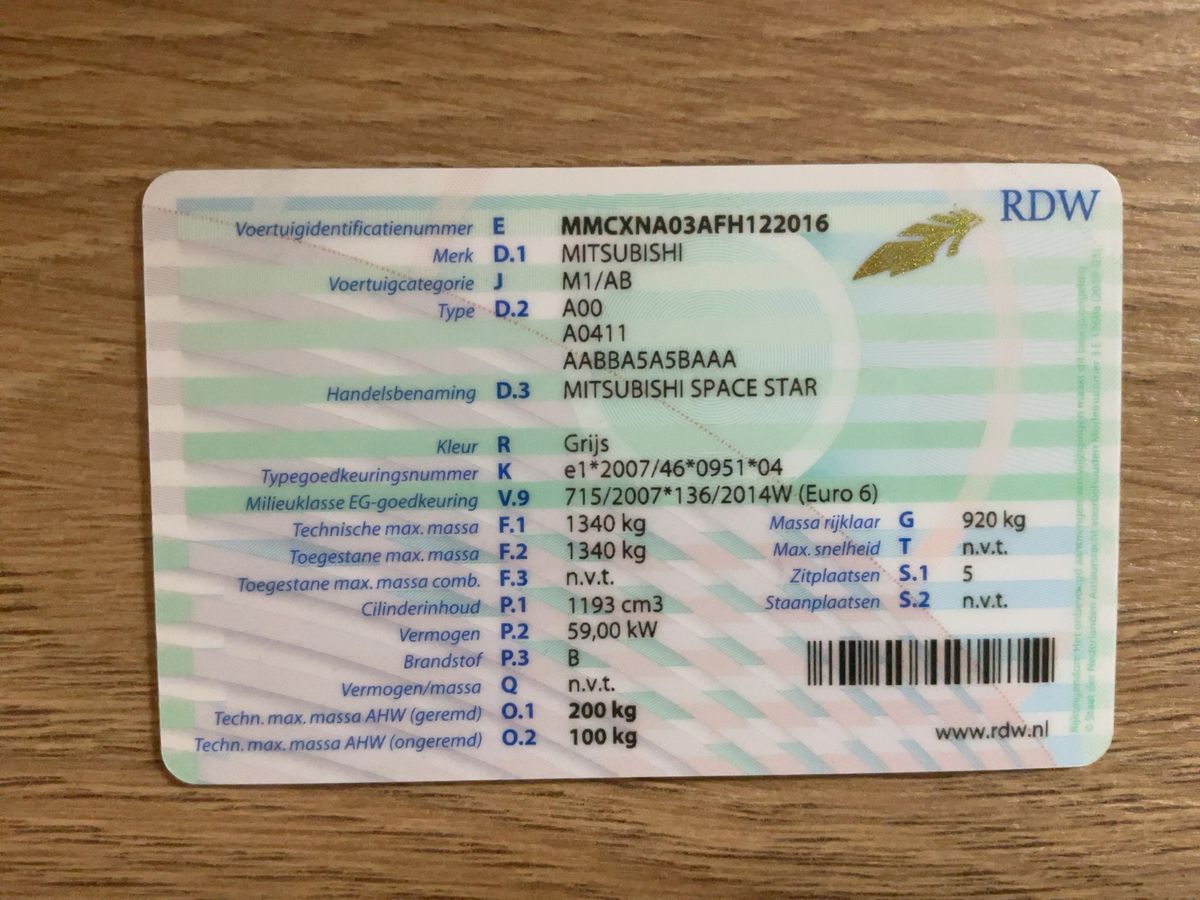 RDW
Voertuigidentificatienummer E MMCXNA03AFH122016
Merk D.1 MITSUBISHI
Voertuigcategorie J M1/AB
Type D.2 A00
A0411
AABBA5A5BAAA
Handelsbenaming D.3 MITSUBISHI SPACE STAR
Kleur R Grijs
Typegoedkeuringsnummer K e1*2007/46*0951*04
Milieuklasse EG-goedkeuring V.9 715/2007*136/2014W (Euro 6)
Technische max. massa F.1 1340 kg Massa rijklaar G 920 kg
Toegestane max. massa F.2 1340 kg Max. snelheid T n.v.t.
Toegestane max. massa comb. F.3 n.v.t. Zitplaatsen S.1 5
Cilinderinhoud P.1 1193 cm3 Staanplaatsen S.2 n.v.t.
Vermogen P.2 59,00 kW
Brandstof P.3 B
Vermogen/massa Q n.v.t.
Techn. max. massa AHW (geremd) O.1 200 kg
Techn. max. massa AHW (ongeremd) O.2 100 kg
www.rdw.nl